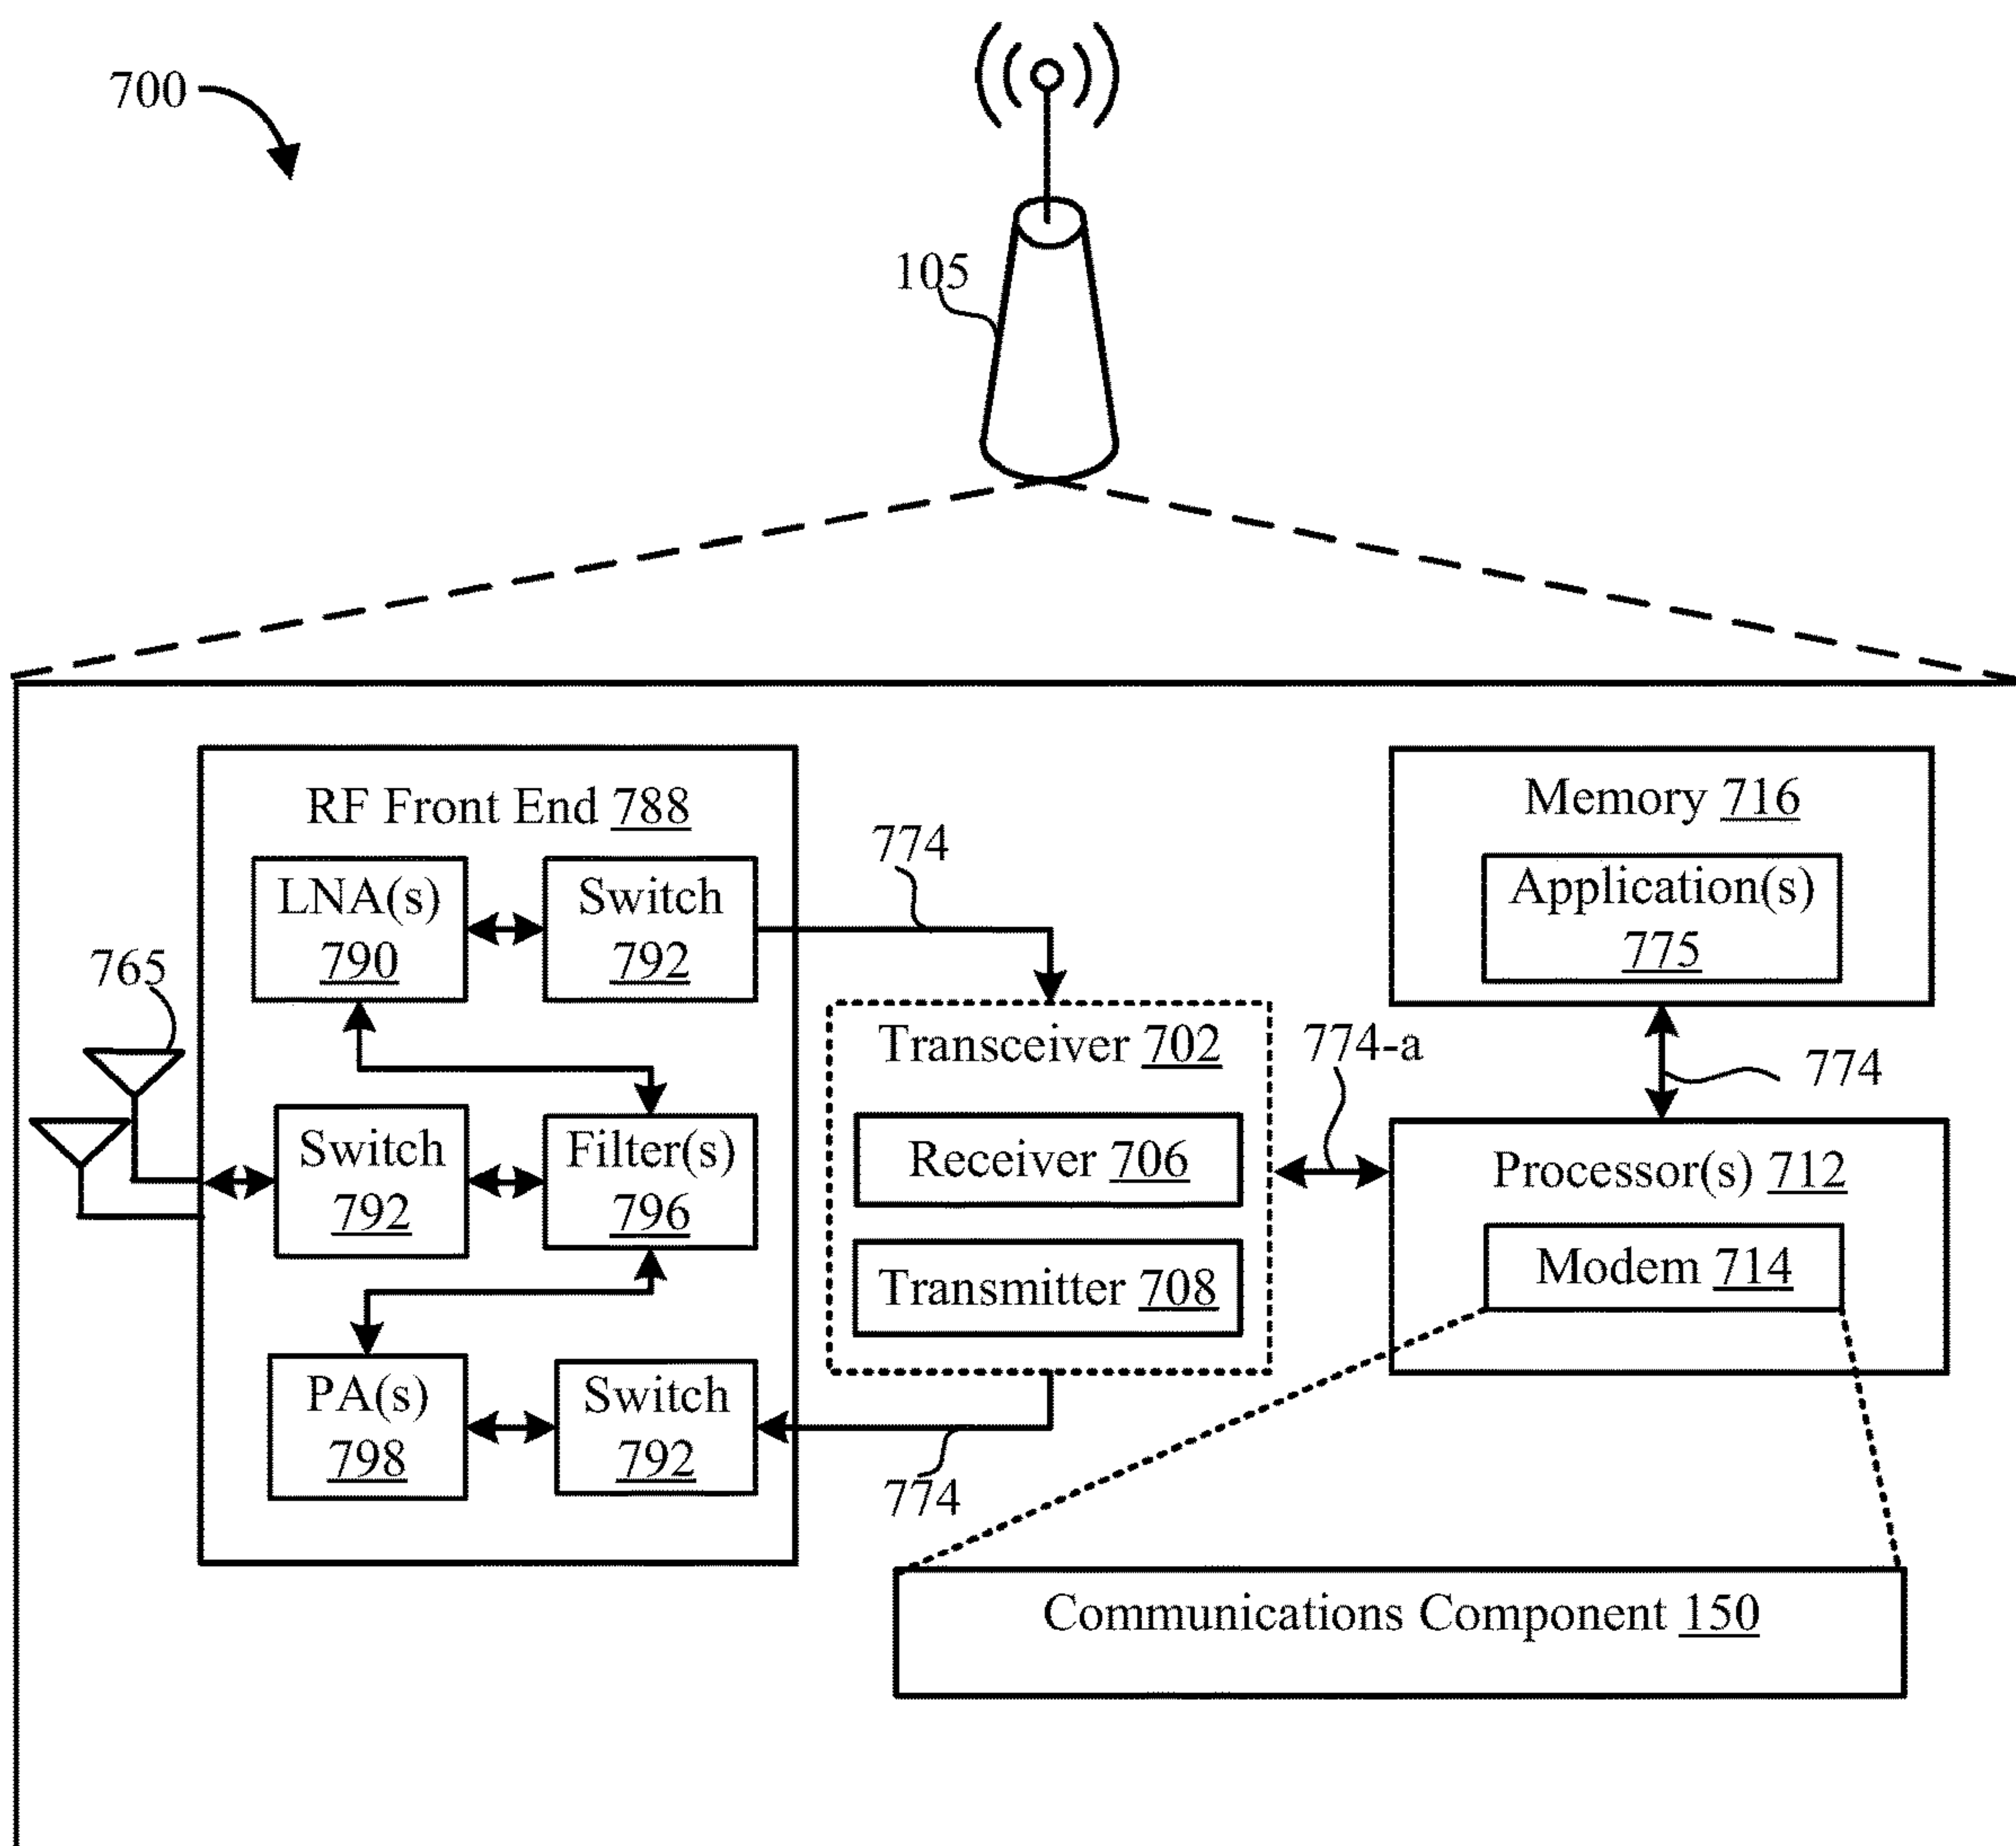 700
105
RF Front End 788
LNA(s)
790
Switch
792
774
765
Switch
792
Filter(s)
796
PA(s)
798
Switch
792
774
Transceiver 702
Receiver 706
Transmitter 708
774-a
Memory 716
Application(s)
775
774
Processor(s) 712
Modem 714
Communications Component 150